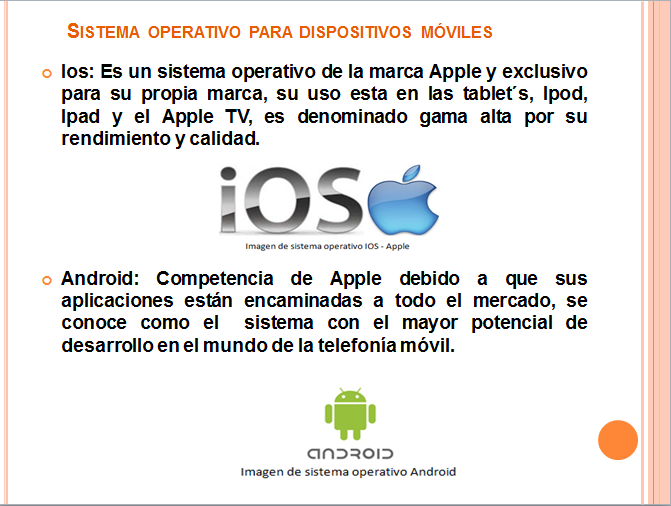 SISTEMA OPERATIVO PARA DISPOSITIVOS MÓVILES
Ios: Es un sistema operativo de la marca Apple y exclusivo
para su propia marca, su uso esta en las tablet´s, Ipod,
Ipad y el Apple TV, es denominado gama alta por su
rendimiento y calidad.
iOS
Imagen de sistema operativo IOS - Apple
Android: Competencia de Apple debido a que sus
aplicaciones están encaminadas a todo el mercado, se
conoce como el sistema con el mayor potencial de
desarrollo en el mundo de la telefonía móvil.
ANDROID
Imagen de sistema operativo Android